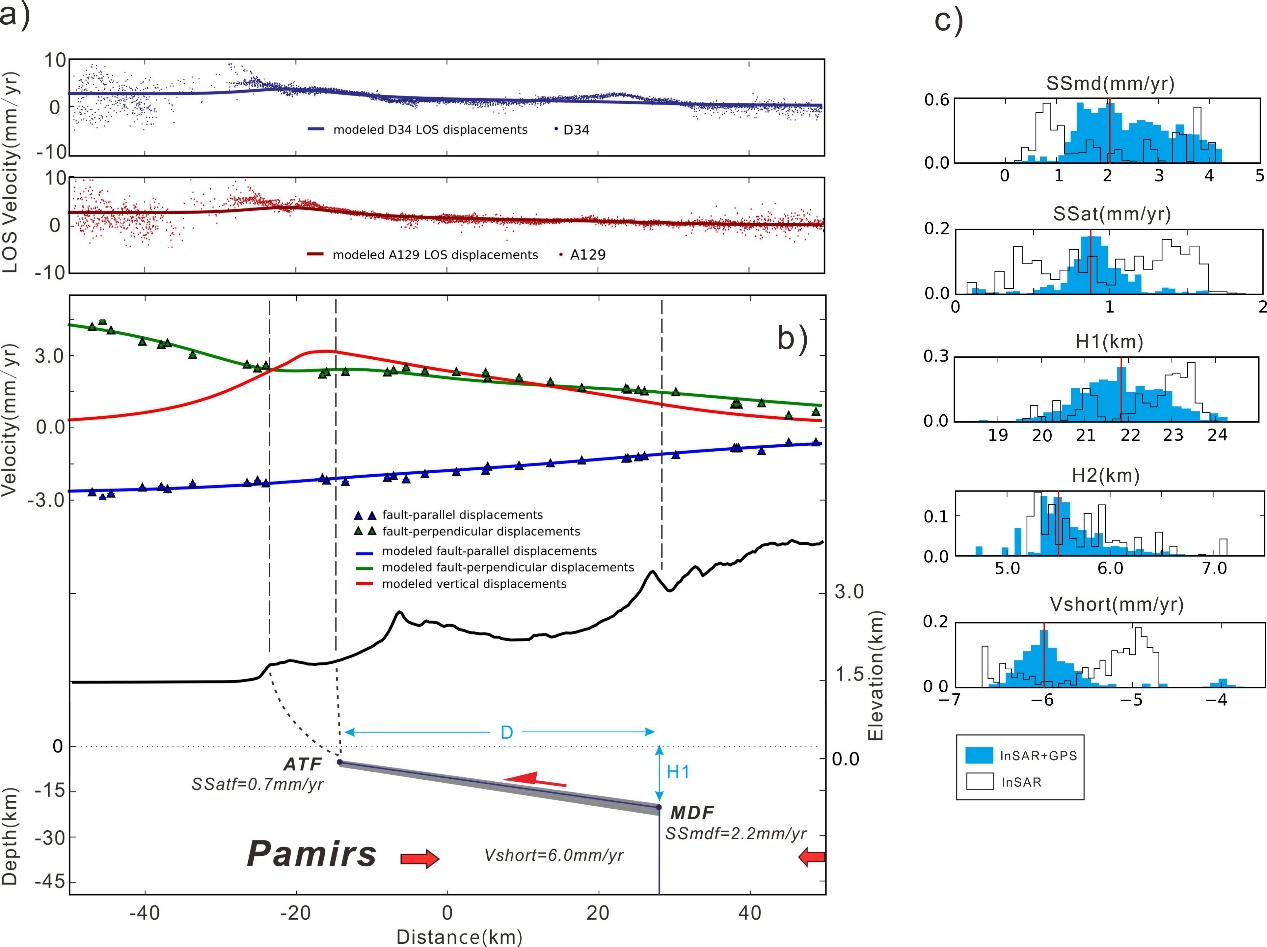 a)
10
0
-10
modeled D34 LOS displacements
D34
10
0
-10
modeled A129 LOS displacements
A129
LOS Velocity(mm/yr)
b)
3.0
0.0
-3.0
Velocity(mm/yr)
fault-parallel displacements
fault-perpendicular displacements
modeled fault-parallel displacements
modeled fault-perpendicular displacements
modeled vertical displacements
3.0
1.5
0.0
Elevation(km)
0
-15
-30
-45
Depth(km)
D
H1
ATF
SSatf=0.7mm/yr
MDF
SSmdf=2.2mm/yr
Pamirs
Vshort=6.0mm/yr
-40 -20 0 20 40
Distance(km)
c)
SSmd(mm/yr)
0.6
0.0
0 1 2 3 4 5
SSat(mm/yr)
0.2
0.0
0 1 2
H1(km)
0.3
0.0
19 20 21 22 23 24
H2(km)
0.1
0.0
5.0 6.0 7.0
Vshort(mm/yr)
0.2
0.0
−7 −6 −5 −4
InSAR+GPS
InSAR